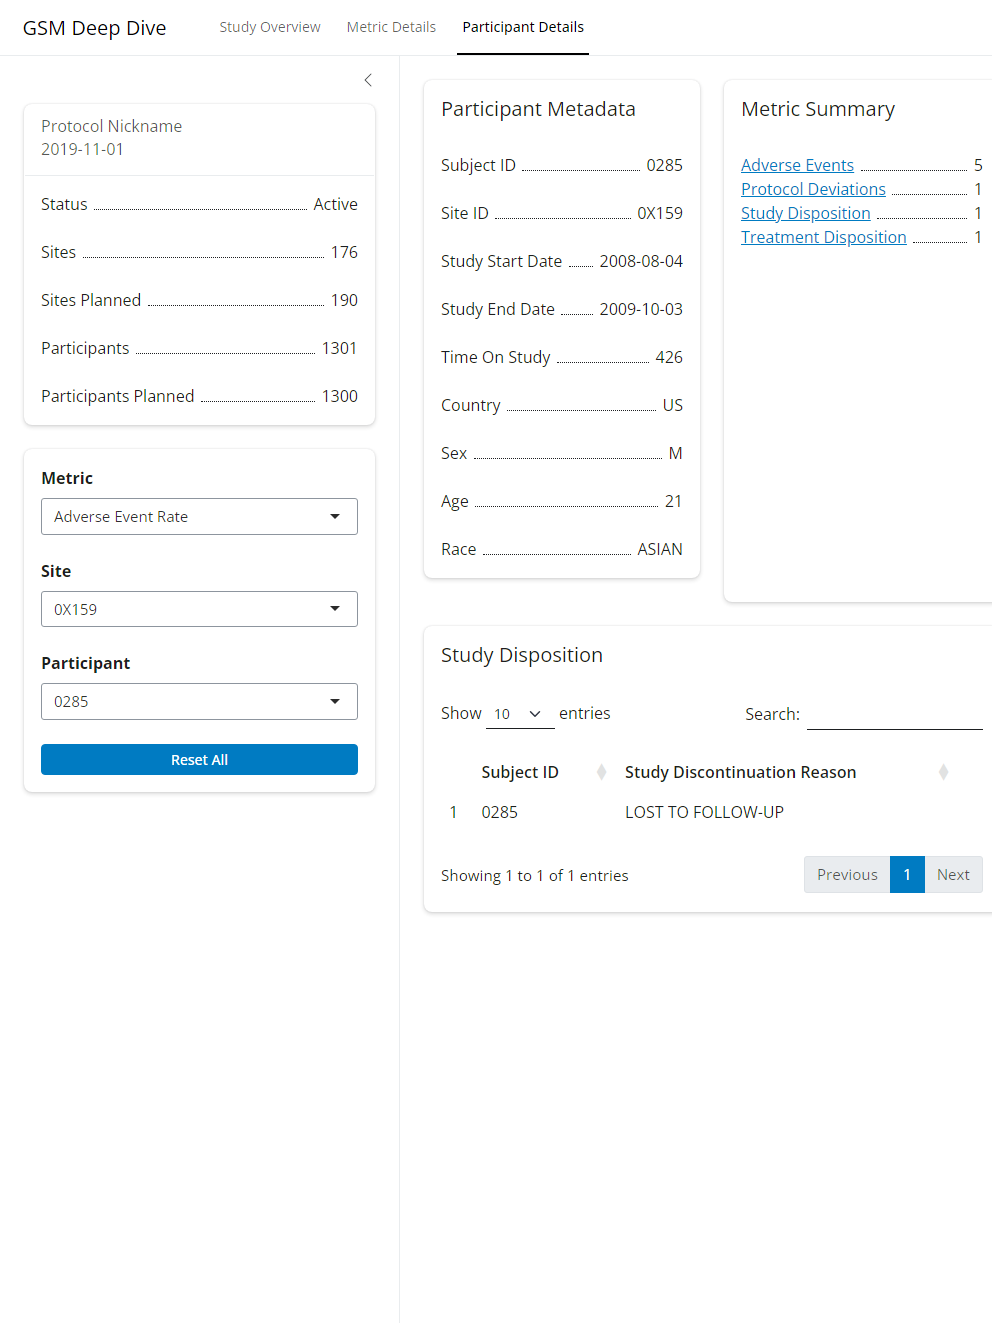 GSM Deep Dive
Study Overview
Metric Details
Participant Details
Protocol Nickname
2019-11-01
Status Active
Sites 176
Sites Planned 190
Participants 1301
Participants Planned 1300
Metric
Adverse Event Rate
Site
0X159
Participant
0285
Reset All
Participant Metadata
Subject ID 0285
Site ID 0X159
Study Start Date 2008-08-04
Study End Date 2009-10-03
Time On Study 426
Country US
Sex M
Age 21
Race ASIAN
Metric Summary
Adverse Events 5
Protocol Deviations 1
Study Disposition 1
Treatment Disposition 1
Study Disposition
Show 10 entries
Search:
Subject ID Study Discontinuation Reason
1 0285 LOST TO FOLLOW-UP
Showing 1 to 1 of 1 entries
Previous 1 Next